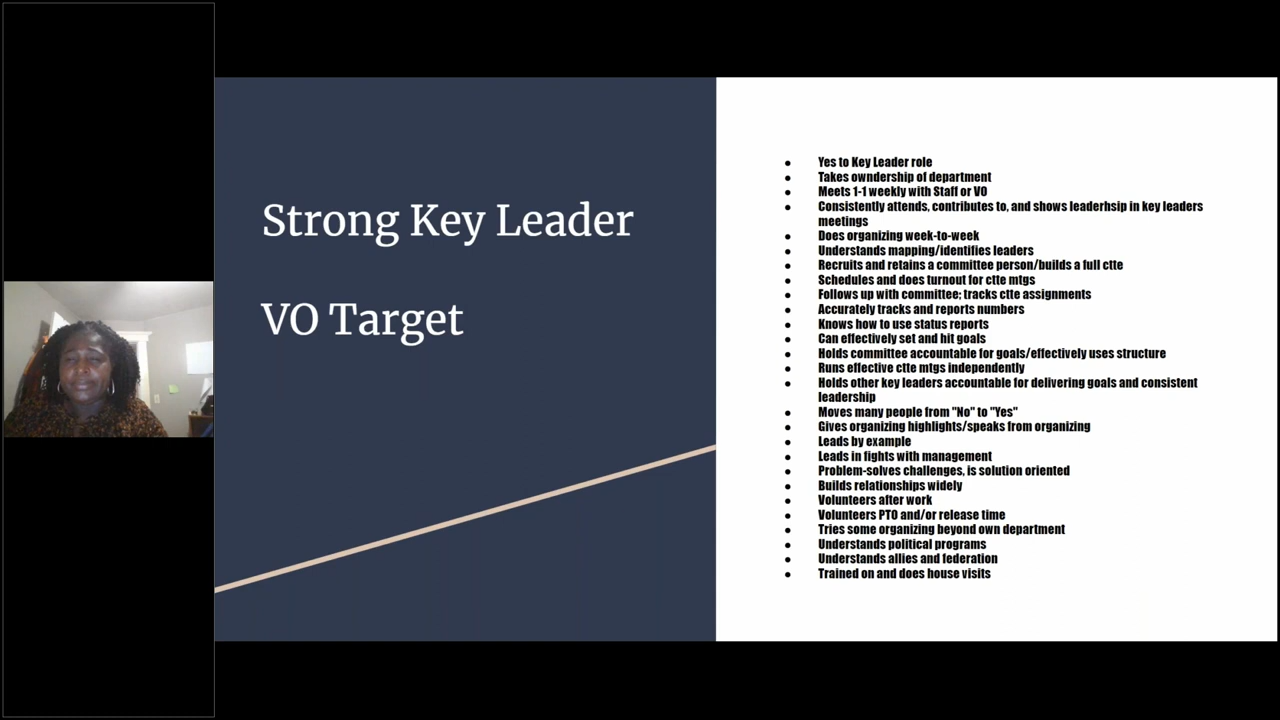 Strong Key Leader
VO Target
● Yes to Key Leader role
● Takes owndership of department
● Meets 1-1 weekly with Staff or VO
● Consistently attends, contributes to, and shows leaderhsip in key leaders
meetings
● Does organizing week-to-week
● Understands mapping/identifies leaders
● Recruits and retains a committee person/builds a full ctte
● Schedules and does turnout for ctte mtgs
● Follows up with committee; tracks ctte assignments
● Accurately tracks and reports numbers
● Knows how to use status reports
● Can effectively set and hit goals
● Holds committee accountable for goals/effectively uses structure
● Runs effective ctte mtgs independently
● Holds other key leaders accountable for delivering goals and consistent
leadership
● Moves many people from "No" to "Yes"
● Gives organizing highlights/speaks from organizing
● Leads by example
● Leads in fights with management
● Problem-solves challenges, is solution oriented
● Builds relationships widely
● Volunteers after work
● Volunteers PTO and/or release time
● Tries some organizing beyond own department
● Understands political programs
● Understands allies and federation
● Trained on and does house visits